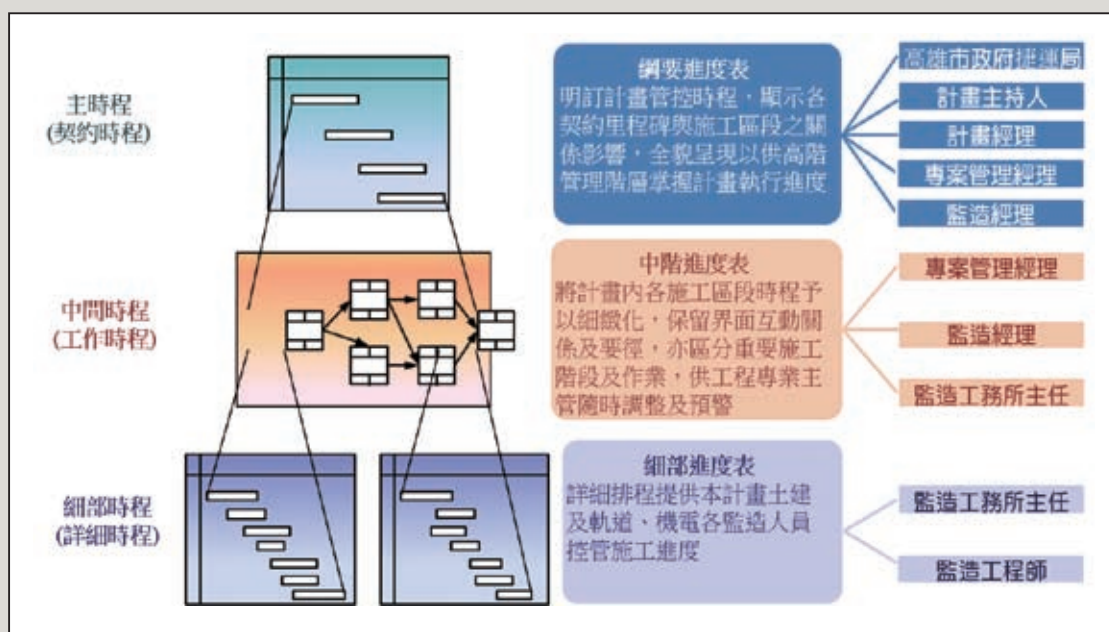 主時程
(契約時程)
綱要進度表
明訂計畫管控時程，顯示各
契約里程碑與施工區段之關
係影響，全貌呈現以供高階
管理階層掌握計畫執行進度
高雄市政府捷運局
計畫主持人
計畫經理
專案管理經理
監造經理
中間時程
(工作時程)
中階進度表
將計畫內各施工區段時程予
以細緻化，保留界面互動關
係及要徑，亦區分重要施工
階段及作業，供工程專業主
管隨時調整及預警
專案管理經理
監造經理
監造工務所主任
細部時程
(詳細時程)
細部進度表
詳細排程提供本計畫土建
及軌道、機電各監造人員
控管施工進度
監造工務所主任
監造工程師